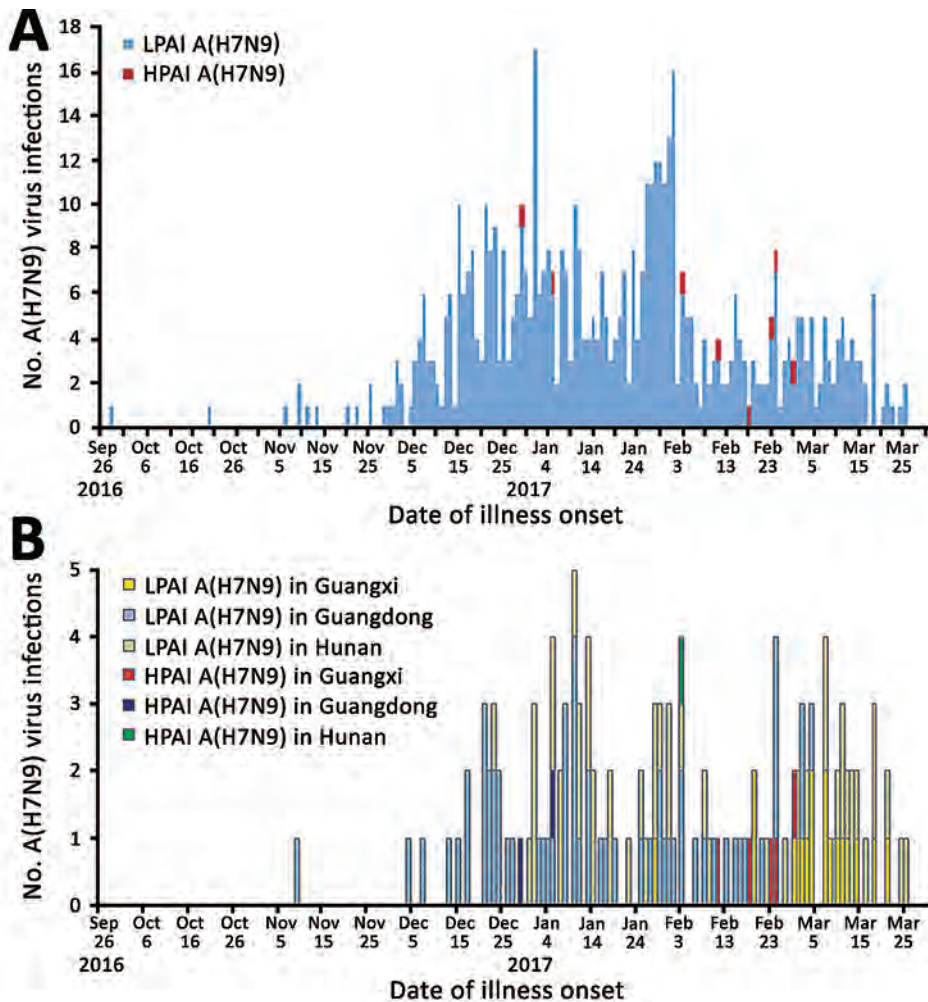 A
No. A(H7N9) virus infections
18
16
14
12
10
8
6
4
2
0
LPAI A(H7N9)
HPAI A(H7N9)
Sep Oct Oct Oct Nov Nov Nov Dec Dec Dec Jan Jan Jan Feb Feb Feb Mar Mar Mar
26 6 16 26 5 15 25 5 15 25 4 14 24 3 13 23 5 15 25
2016 2017
Date of illness onset
B
No. A(H7N9) virus infections
5
4
3
2
1
0
LPAI A(H7N9) in Guangxi
LPAI A(H7N9) in Guangdong
LPAI A(H7N9) in Hunan
HPAI A(H7N9) in Guangxi
HPAI A(H7N9) in Guangdong
HPAI A(H7N9) in Hunan
Sep Oct Oct Oct Nov Nov Nov Dec Dec Dec Jan Jan Jan Feb Feb Feb Mar Mar Mar
26 6 16 26 5 15 25 5 15 25 4 14 24 3 13 23 5 15 25
2016 2017
Date of illness onset